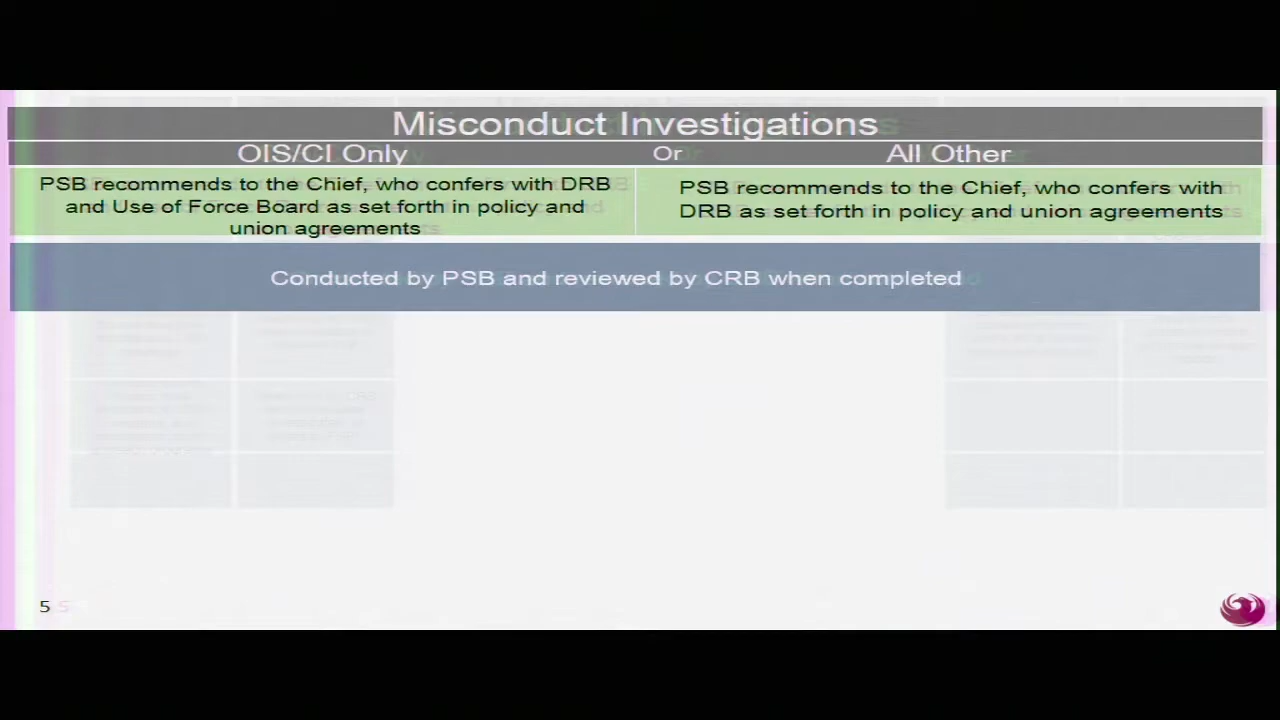 Misconduct Investigations
OIS/CI Only Or All Other
PSB recommends to the Chief, who confers with DRB
and Use of Force Board as set forth in policy and
union agreements
PSB recommends to the Chief, who confers with
DRB as set forth in policy and union agreements
Conducted by PSB and reviewed by CRB when completed
5